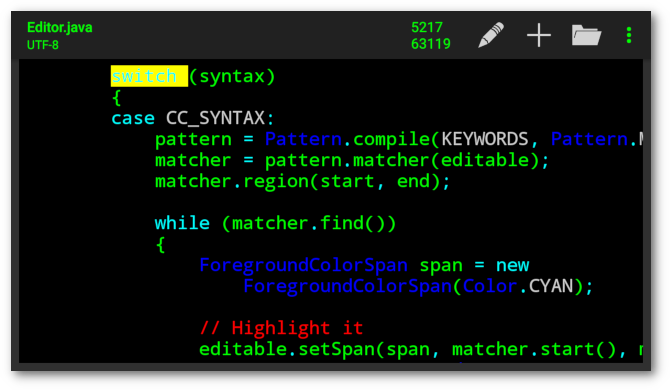 Editor.java
UTF-8
5217
63119
switch (syntax)
{
case CC_SYNTAX:
pattern = Pattern.compile(KEYWORDS, Pattern.M
matcher = pattern.matcher(editable);
matcher.region(start, end);
while (matcher.find())
{
ForegroundColorSpan span = new
ForegroundColorSpan(Color.CYAN);
// Highlight it
editable.setSpan(span, matcher.start(), m